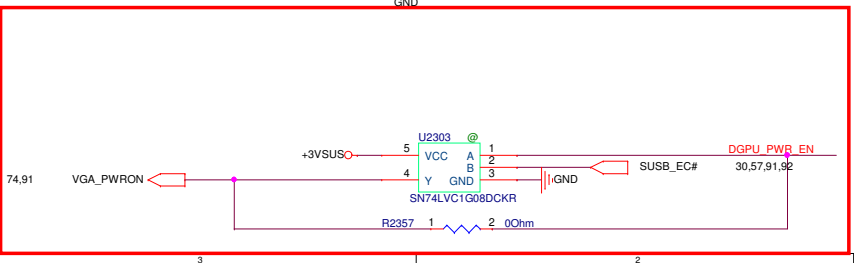 GND
U2303 @
+3VSUS 5 VCC A 1 DGPU_PWR_EN
B 2 SUSB_EC# 30,57,91,92
74,91 VGA_PWRON 4 Y GND 3 GND
SN74LVC1G08DCKR
R2357 1 2 0Ohm
3 2